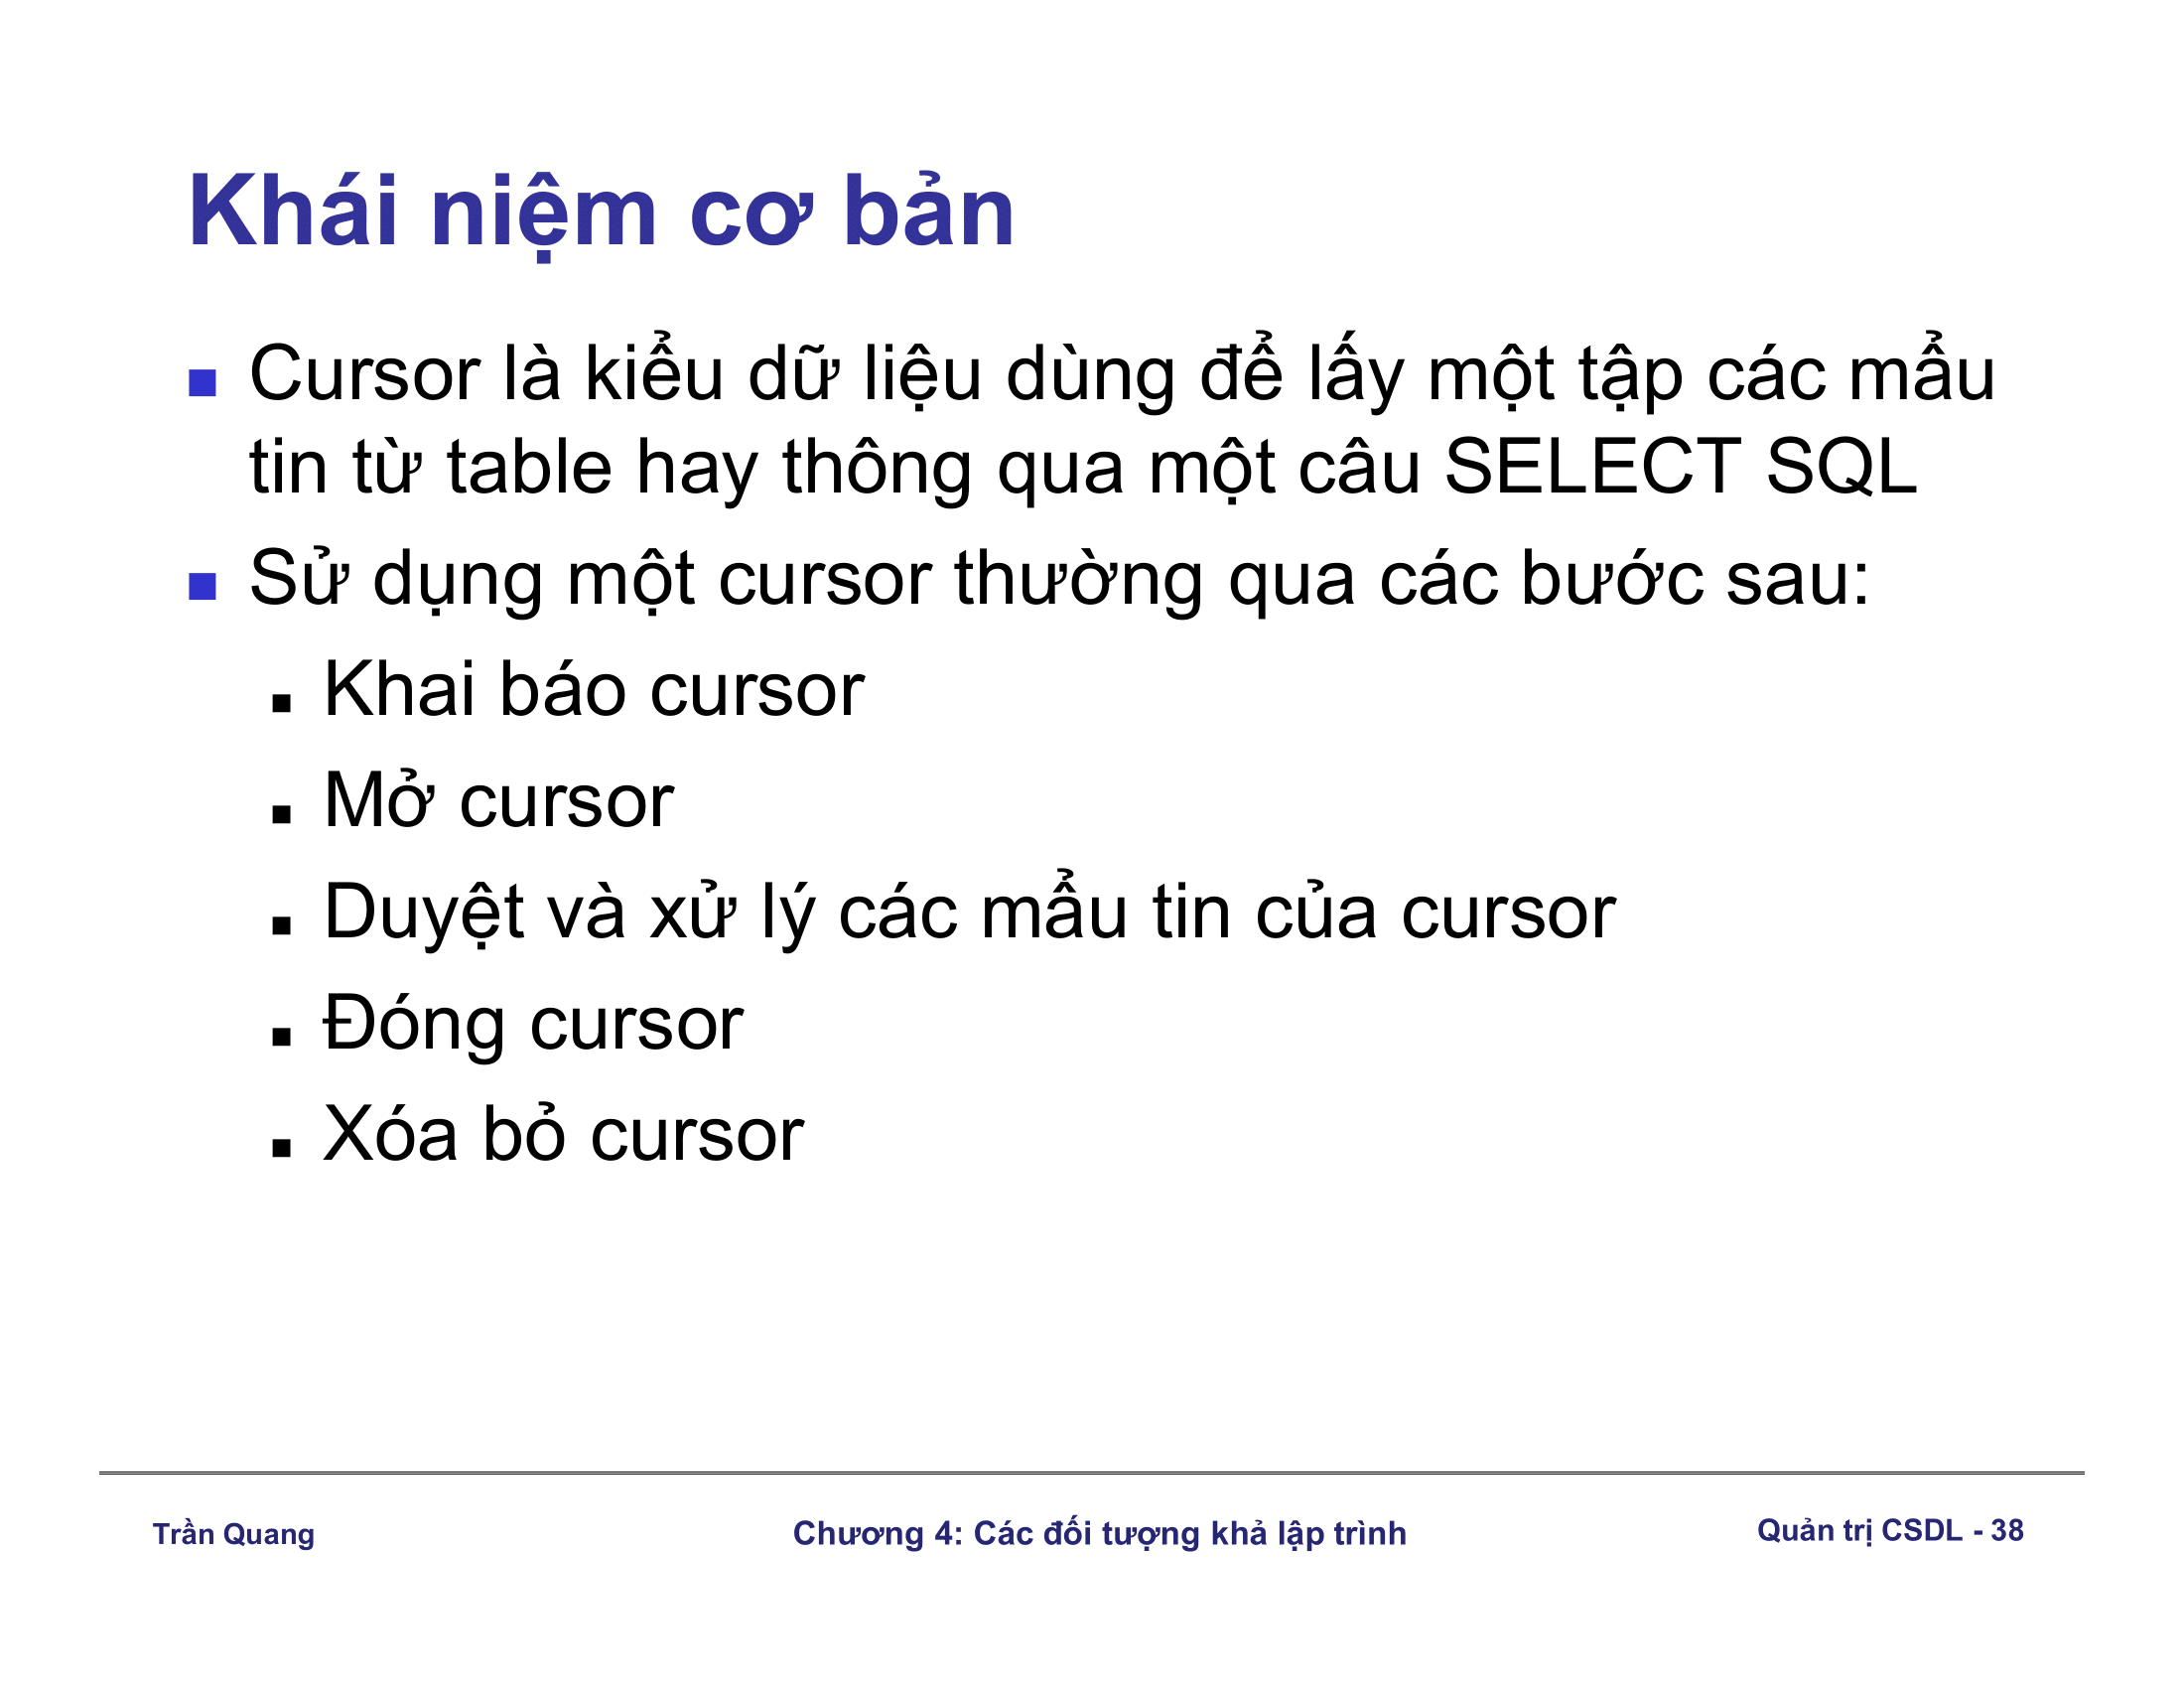 Khái niệm cơ bản
Cursor là kiểu dữ liệu dùng để lấy một tập các mẩu
tin từ table hay thông qua một câu SELECT SQL
Sử dụng một cursor thường qua các bước sau:
Khai báo cursor
Mở cursor
Duyệt và xử lý các mẩu tin của cursor
Đóng cursor
Xóa bỏ cursor
Trần Quang
Chương 4: Các đối tượng khả lập trình
Quản trị CSDL - 38